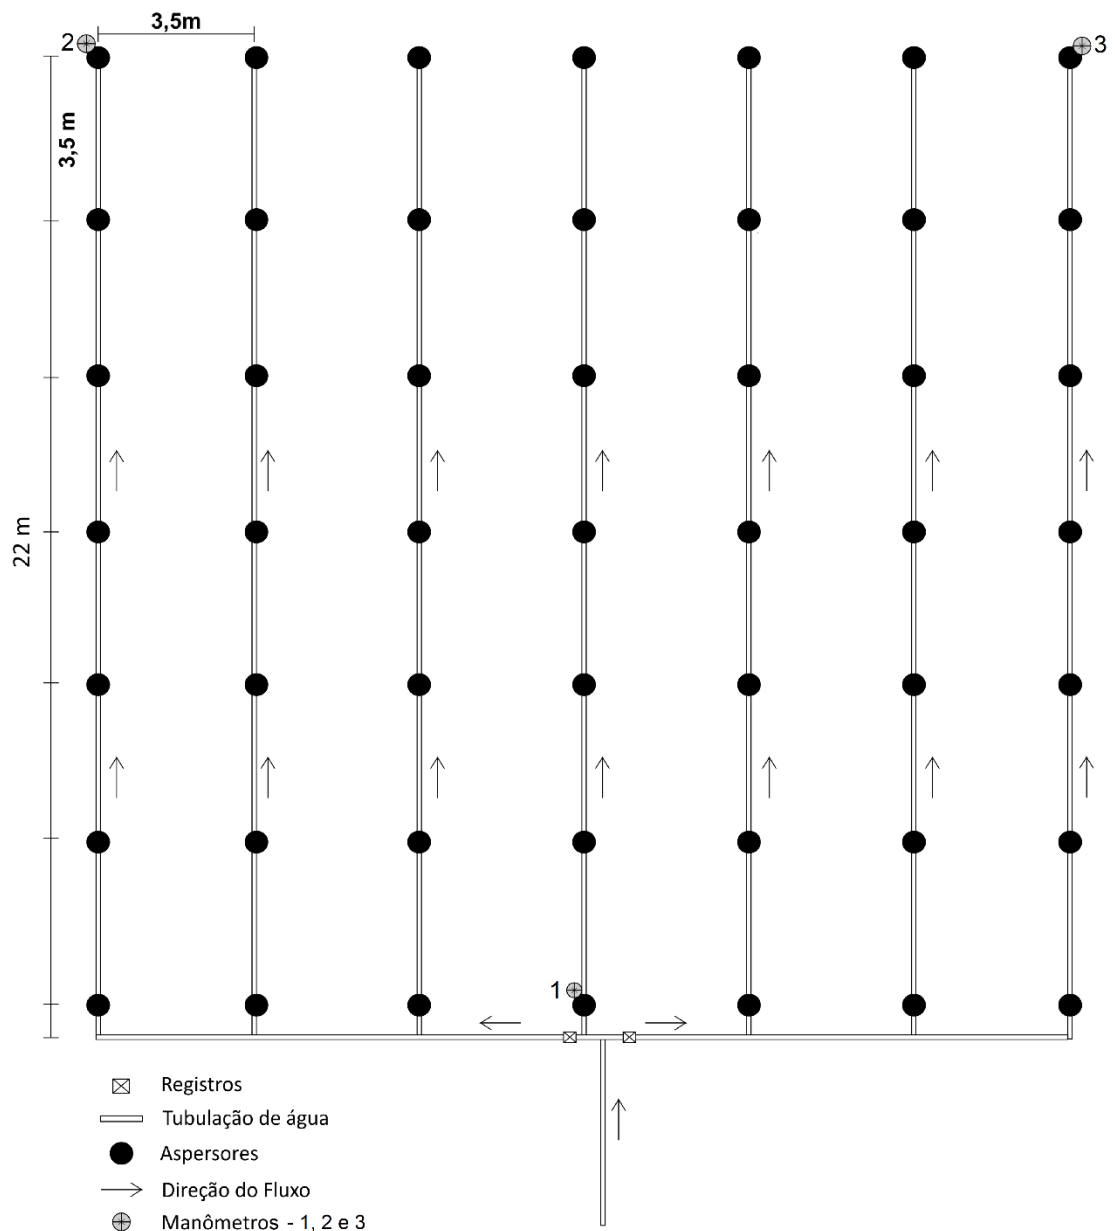 3,5m
2
3
3,5 m
22 m
1
Registros
Tubulação de água
Aspersores
Direção do Fluxo
Manômetros - 1, 2 e 3